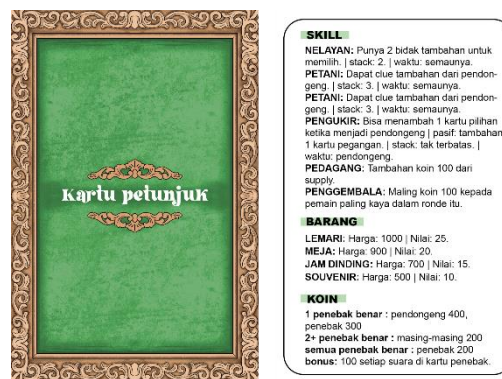 Kartu petunjuk
SKILL
NELAYAN: Punya 2 bidak tambahan untuk
memilih. | stack: 2. | waktu: semaunya.
PETANI: Dapat clue tambahan dari pendon-
geng. | stack: 3. | waktu: semaunya.
PETANI: Dapat clue tambahan dari pendon-
geng. | stack: 3. | waktu: semaunya.
PENGUKIR: Bisa menambah 1 kartu pilihan
ketika menjadi pendongeng | pasif: tambahan
1 kartu pegangan. | stack: tak terbatas. |
waktu: pendongeng.
PEDAGANG: Tambahan koin 100 dari
supply.
PENGGEMBALA: Maling koin 100 kepada
pemain paling kaya dalam ronde itu.
BARANG
LEMARI: Harga: 1000 | Nilai: 25.
MEJA: Harga: 900 | Nilai: 20.
JAM DINDING: Harga: 700 | Nilai: 15.
SOUVENIR: Harga: 500 | Nilai: 10.
KOIN
1 penebak benar : pendongeng 400,
penebak 300
2+ penebak benar : masing-masing 200
semua penebak benar : penebak 200
bonus: 100 setiap suara di kartu penebak.